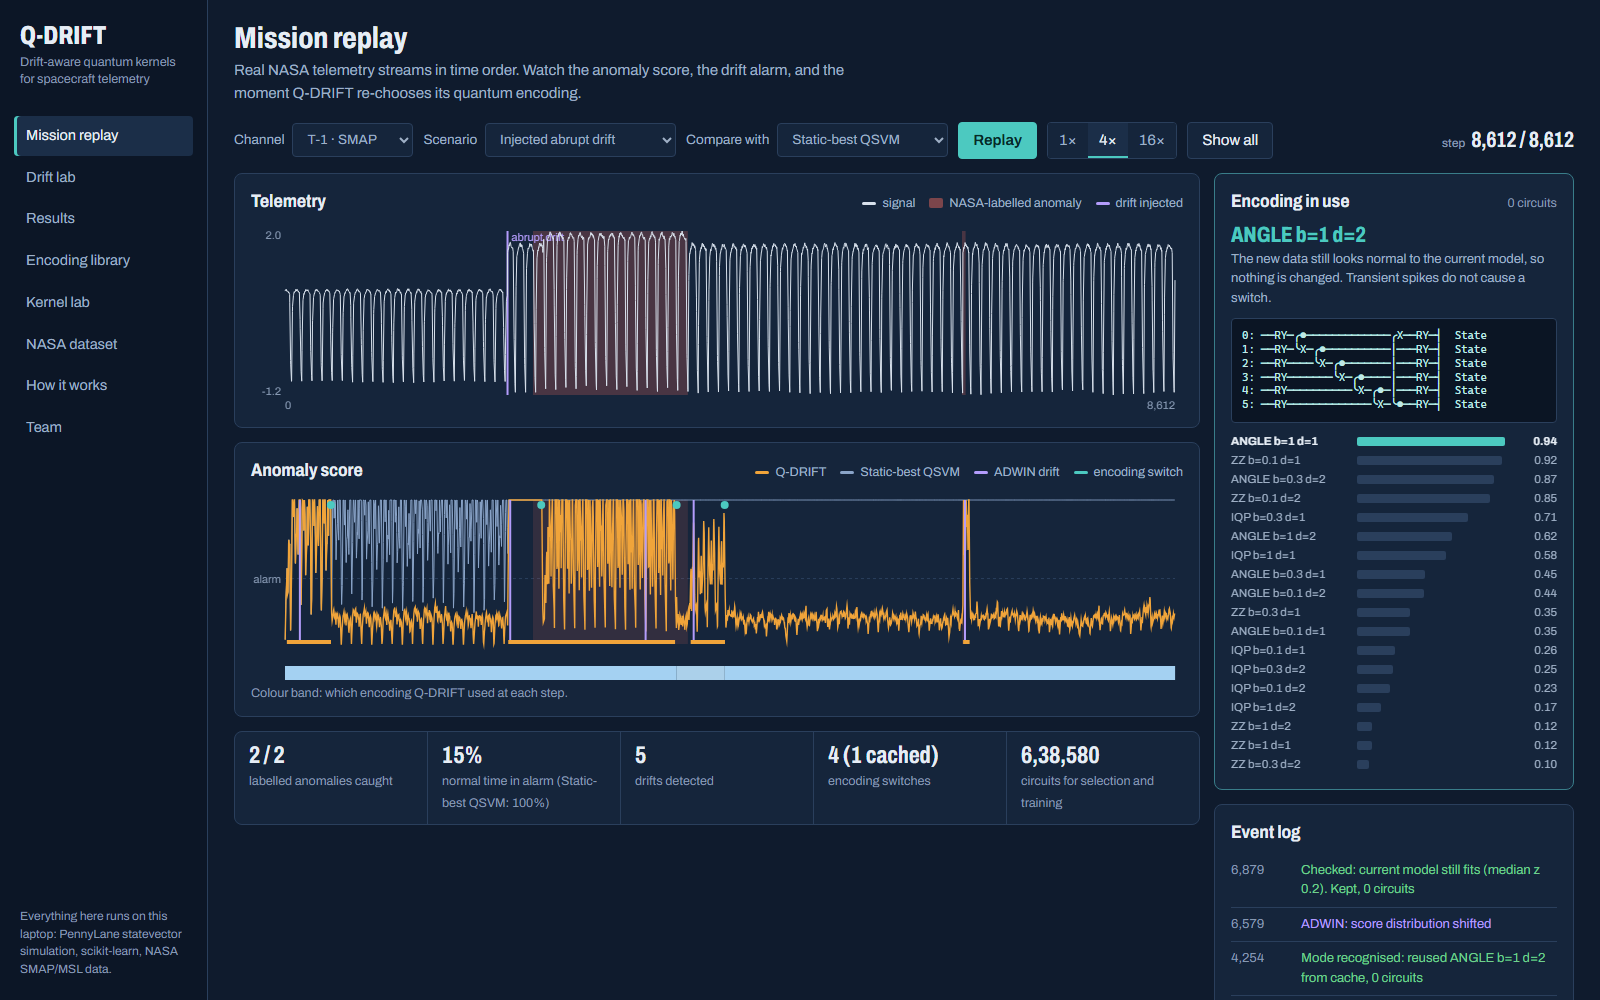 Q-DRIFT
Drift-aware quantum kernels
for spacecraft telemetry
Mission replay
Drift lab
Results
Encoding library
Kernel lab
NASA dataset
How it works
Team
Everything here runs on this
laptop: PennyLane statevector
simulation, scikit-learn, NASA
SMAP/MSL data.
Mission replay
Real NASA telemetry streams in time order. Watch the anomaly score, the drift alarm, and the
moment Q-DRIFT re-chooses its quantum encoding.
Channel T-1 · SMAP Scenario Injected abrupt drift Compare with Static-best QSVM Replay 1× 4× 16× Show all step 8,612 / 8,612
Telemetry signal NASA-labelled anomaly drift injected
2.0
abrupt drift
-1.2
0 8,612
Anomaly score Q-DRIFT Static-best QSVM ADWIN drift encoding switch
alarm
Colour band: which encoding Q-DRIFT used at each step.
2 / 2
labelled anomalies caught
15%
normal time in alarm (Static-
best QSVM: 100%)
5
drifts detected
4 (1 cached)
encoding switches
6,38,580
circuits for selection and
training
Encoding in use 0 circuits
ANGLE b=1 d=2
The new data still looks normal to the current model, so
nothing is changed. Transient spikes do not cause a
switch.
0: ──RY─╭●─────────────╭X──RY─┤ State
1: ──RY─╰X─╭●──────────│───RY─┤ State
2: ──RY────╰X─╭●───────│───RY─┤ State
3: ──RY───────╰X─╭●────│───RY─┤ State
4: ──RY──────────╰X─╭●─│───RY─┤ State
5: ──RY─────────────╰X─╰●──RY─┤ State
ANGLE b=1 d=1 0.94
ZZ b=0.1 d=1 0.92
ANGLE b=0.3 d=2 0.87
ZZ b=0.1 d=2 0.85
IQP b=0.3 d=1 0.71
ANGLE b=1 d=2 0.62
IQP b=1 d=1 0.58
ANGLE b=0.3 d=1 0.45
ANGLE b=0.1 d=2 0.44
ZZ b=0.3 d=1 0.35
ANGLE b=0.1 d=1 0.35
IQP b=0.1 d=1 0.26
IQP b=0.3 d=2 0.25
IQP b=0.1 d=2 0.23
IQP b=1 d=2 0.17
ZZ b=1 d=2 0.12
ZZ b=1 d=1 0.12
ZZ b=0.3 d=2 0.10
Event log
6,879 Checked: current model still fits (median z
0.2). Kept, 0 circuits
6,579 ADWIN: score distribution shifted
4,254 Mode recognised: reused ANGLE b=1 d=2
from cache, 0 circuits